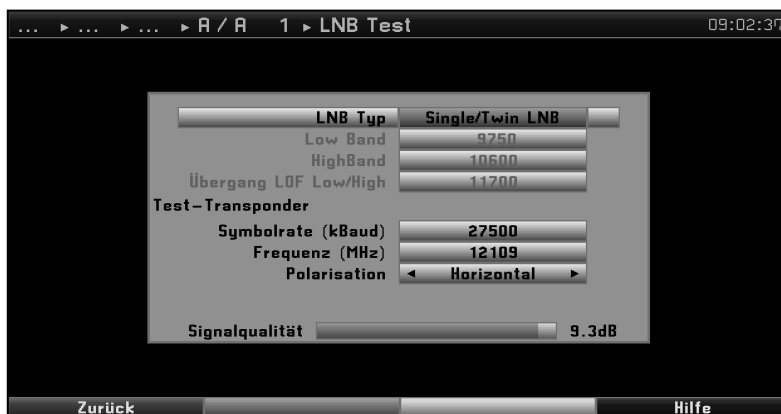 ... ▸ ... ▸ ... ▸ A / A 1 ▸ LNB Test 09:02:37
LNB Typ Single/Twin LNB
Low Band 9750
HighBand 10600
Übergang LOF Low/High 11700
Test-Transponder
Symbolrate (kBaud) 27500
Frequenz (MHz) 12109
Polarisation ◂ Horizontal ▸
Signalqualität 9.3dB
Zurück Hilfe